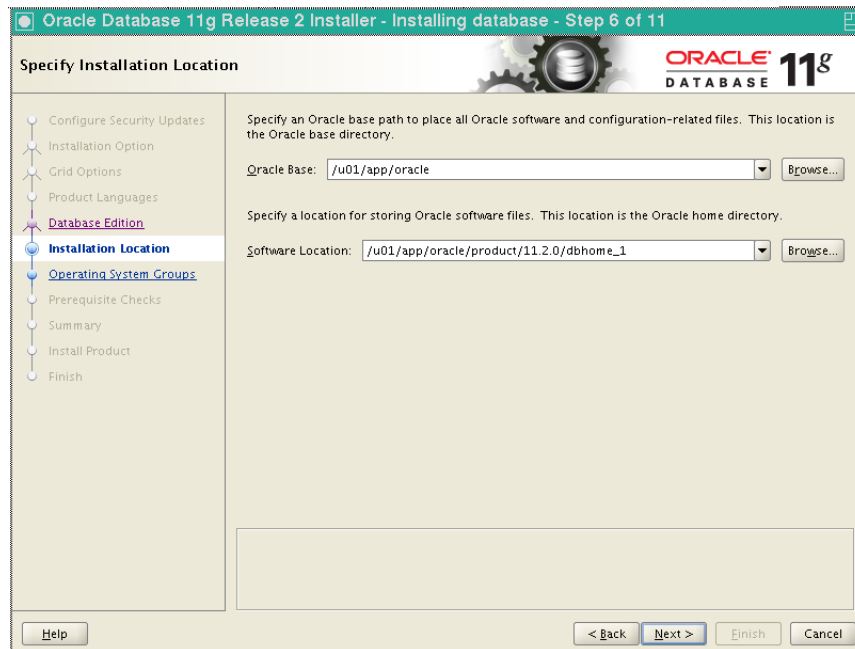 Oracle Database 11g Release 2 Installer - Installing database - Step 6 of 11
Specify Installation Location
ORACLE
DATABASE 11g
Configure Security Updates
Installation Option
Grid Options
Product Languages
Database Edition
Installation Location
Operating System Groups
Prerequisite Checks
Summary
Install Product
Finish
Specify an Oracle base path to place all Oracle software and configuration-related files. This location is
the Oracle base directory.
Oracle Base: /u01/app/oracle Browse...
Specify a location for storing Oracle software files. This location is the Oracle home directory.
Software Location: /u01/app/oracle/product/11.2.0/dbhome_1 Browse...
Help < Back Next > Finish Cancel